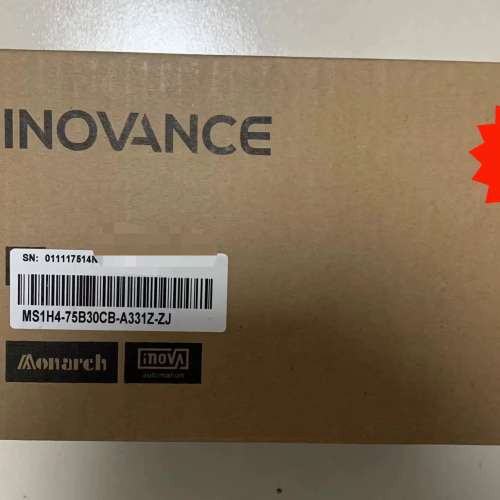 INOVANCE
SN: 011117514N
MS1H4-75B30CB-A331Z-ZJ
Monarch
inovA
automation